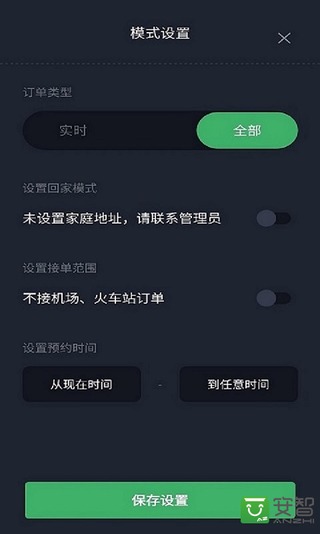 模式设置
订单类型
实时 全部
设置回家模式
未设置家庭地址，请联系管理员
设置接单范围
不接机场、火车站订单
设置预约时间
从现在时间 - 到任意时间
保存设置
安智
ANZHI